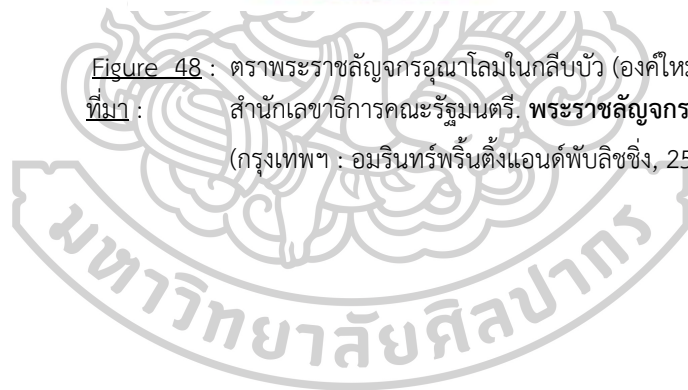 Figure 48 : ตราพระราชลัญจกรอุณาโลมในกลีบบัว (องค์ใหม
ที่มา : สำนักเลขาธิการคณะรัฐมนตรี. พระราชลัญจกร
(กรุงเทพฯ : อมรินทร์พริ้นติ้งแอนด์พับลิชชิ่ง, 25
มหาวิทยาลัยศิลปากร